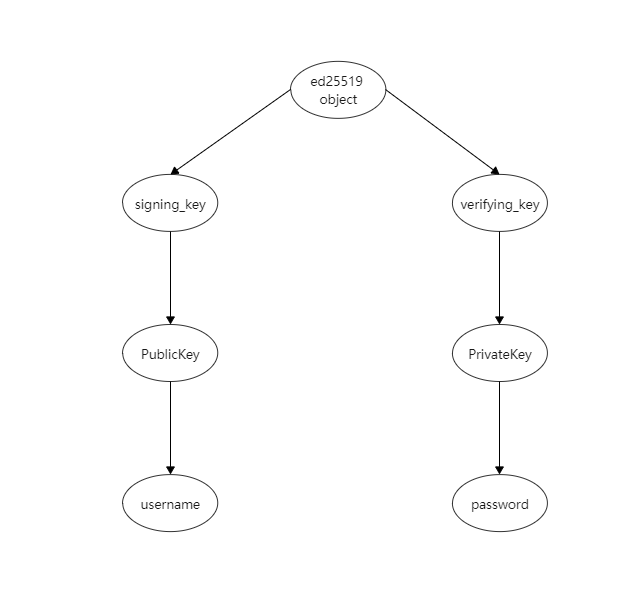 ed25519
object
signing_key
verifying_key
PublicKey
PrivateKey
username
password